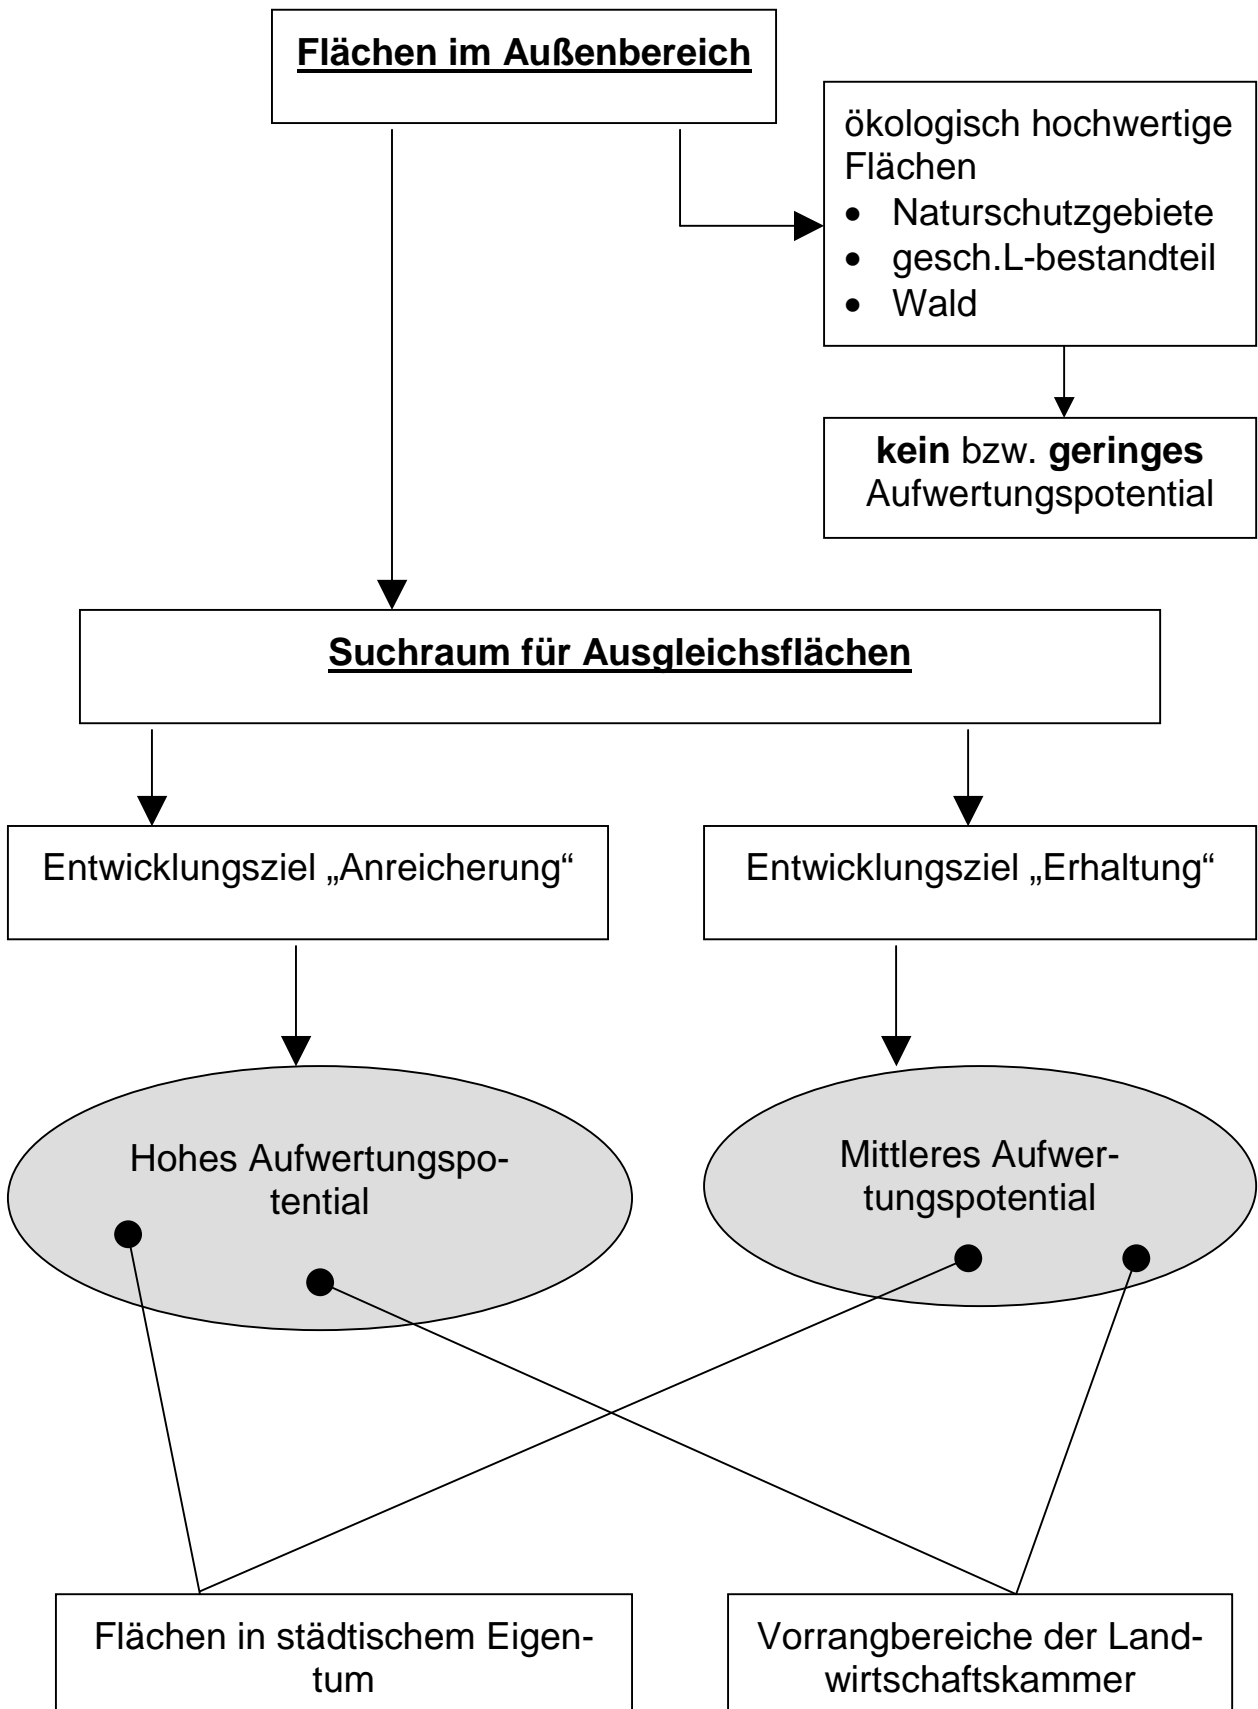 Flächen im Außenbereich
ökologisch hochwertige
Flächen
• Naturschutzgebiete
• gesch.L-bestandteil
• Wald
kein bzw. geringes
Aufwertungspotential
Suchraum für Ausgleichsflächen
Entwicklungsziel „Anreicherung“
Entwicklungsziel „Erhaltung“
Hohes Aufwertungspo-
tential
Mittleres Aufwer-
tungspotential
Flächen in städtischem Eigen-
tum
Vorrangbereiche der Land-
wirtschaftskammer